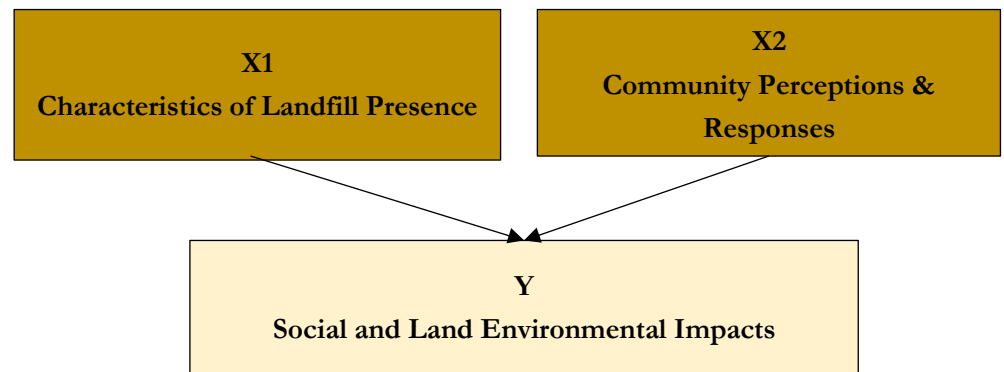 X1
Characteristics of Landfill Presence
X2
Community Perceptions &
Responses
Y
Social and Land Environmental Impacts